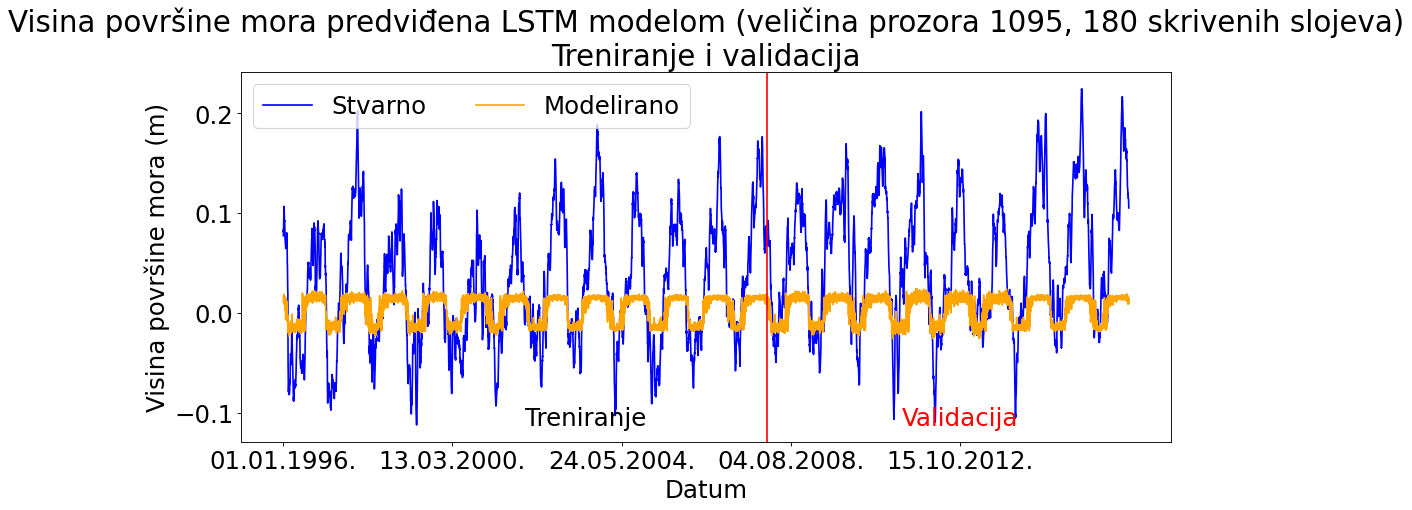 Visina površine mora predviđena LSTM modelom (veličina prozora 1095, 180 skrivenih slojeva)
Treniranje i validacija
Stvarno
Modelirano
Visina površine mora (m)
0.2
0.1
0.0
−0.1
Treniranje
Validacija
01.01.1996.
13.03.2000.
24.05.2004.
04.08.2008.
15.10.2012.
Datum